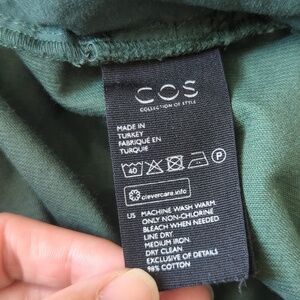 COS
COLLECTION OF STYLE
MADE IN
TURKEY
FABRIQUÉ EN
TURQUIE
40
P
clevercare.info
US MACHINE WASH WARM.
ONLY NON-CHLORINE
BLEACH WHEN NEEDED
LINE DRY.
MEDIUM IRON.
DRY CLEAN
EXCLUSIVE OF DETAILS
98% COTTON